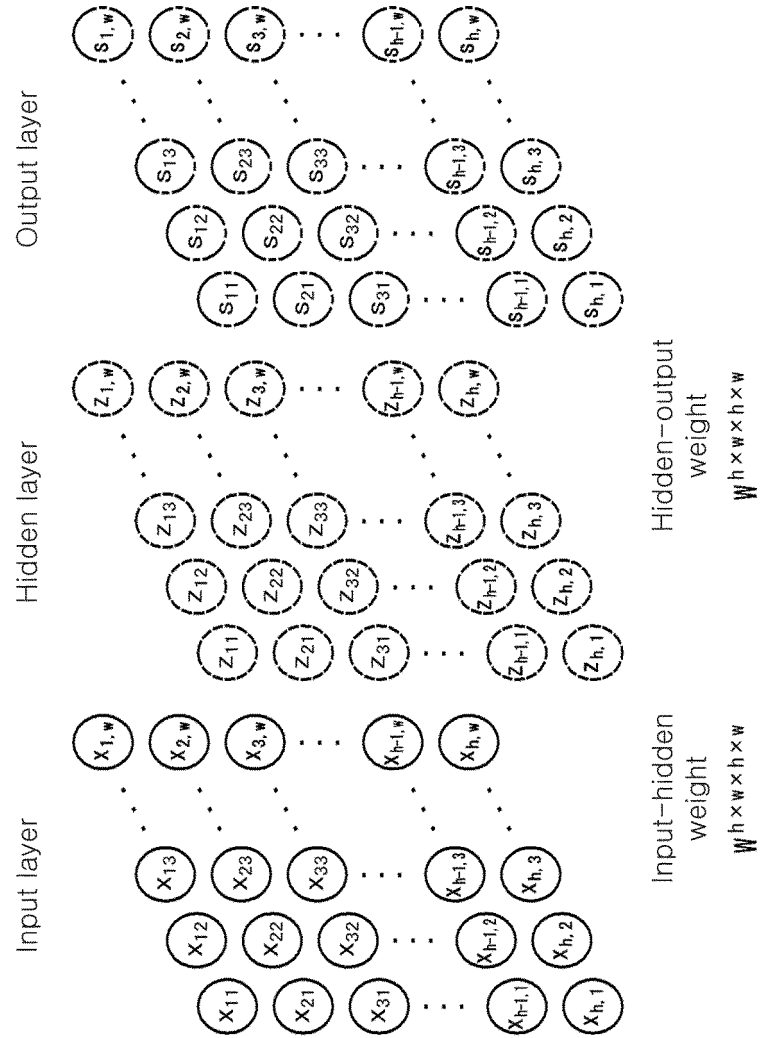 Input layer
X11 X12 X13 X1,w
X21 X22 X23 X2,w
X31 X32 X33 X3,w
Xh-1,1 Xh-1,2 Xh-1,3 Xh-1,w
Xh,1 Xh,2 Xh,3 Xh,w
Input-hidden
weight
W h×w×h×w
Hidden layer
Z11 Z12 Z13 Z1,w
Z21 Z22 Z23 Z2,w
Z31 Z32 Z33 Z3,w
Zh-1,1 Zh-1,2 Zh-1,3 Zh-1,w
Zh,1 Zh,2 Zh,3 Zh,w
Hidden-output
weight
W h×w×h×w
Output layer
S11 S12 S13 S1,w
S21 S22 S23 S2,w
S31 S32 S33 S3,w
Sh-1,1 Sh-1,2 Sh-1,3 Sh-1,w
Sh,1 Sh,2 Sh,3 Sh,w